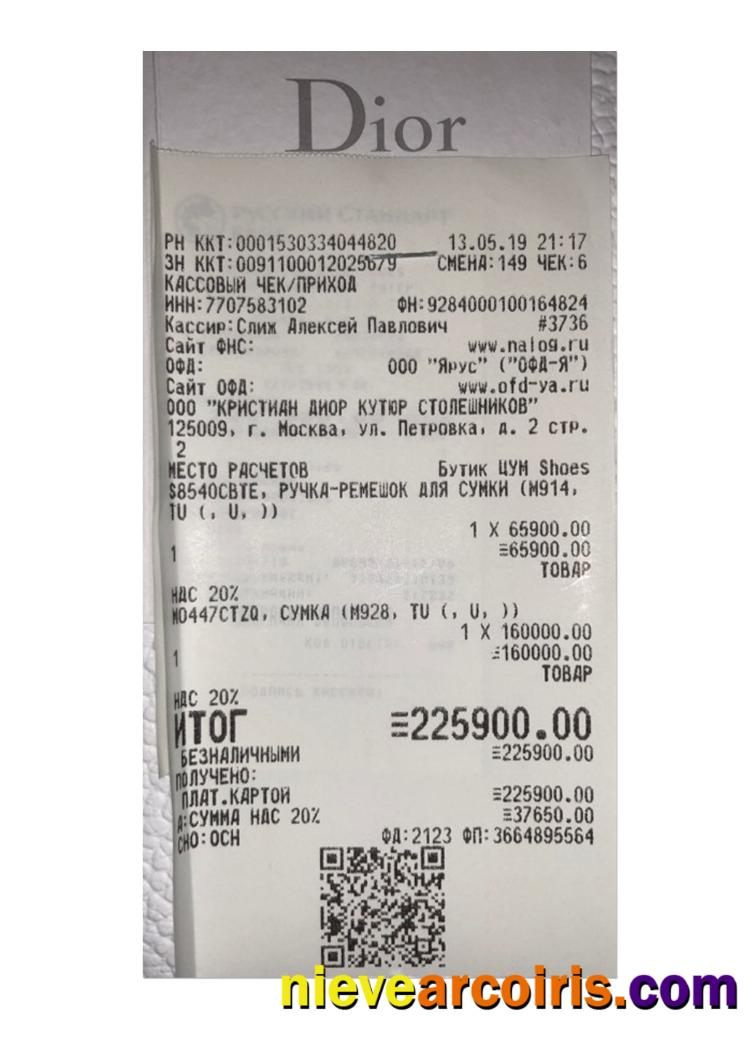 Dior
РУССКИЙ СТАНДАРТ
РН ККТ:0001530334044820 13.05.19 21:17
ЗН ККТ:0091100012025679 СМЕНА:149 ЧЕК:6
КАССОВЫЙ ЧЕК/ПРИХОД
ИНН:7707583102 ФН:9284000100164824
Кассир:Слиж Алексей Павлович #3736
Сайт ФНС: www.nalog.ru
ОФД: ООО "Ярус" ("ОФД-Я")
Сайт ОФД: www.ofd-ya.ru
ООО "КРИСТИАН ДИОР КУТЮР СТОЛЕШНИКОВ"
125009, г. Москва, ул. Петровка, д. 2 стр.
2
МЕСТО РАСЧЕТОВ Бутик ЦУМ Shoes
S8540CBTE, РУЧКА-РЕМЕШОК ДЛЯ СУМКИ (M914,
TU (, U, ))
1 X 65900.00
1 ≡65900.00
ТОВАР
НДС 20%
M0447CTZQ, СУМКА (M928, TU (, U, ))
1 X 160000.00
1 ≡160000.00
ТОВАР
НДС 20%
ИТОГ ≡225900.00
БЕЗНАЛИЧНЫМИ ≡225900.00
ПОЛУЧЕНО:
ПЛАТ.КАРТОЙ ≡225900.00
А:СУММА НДС 20% ≡37650.00
СНО:ОСН ФД:2123 ФП:3664895564
nievearcoiris.com